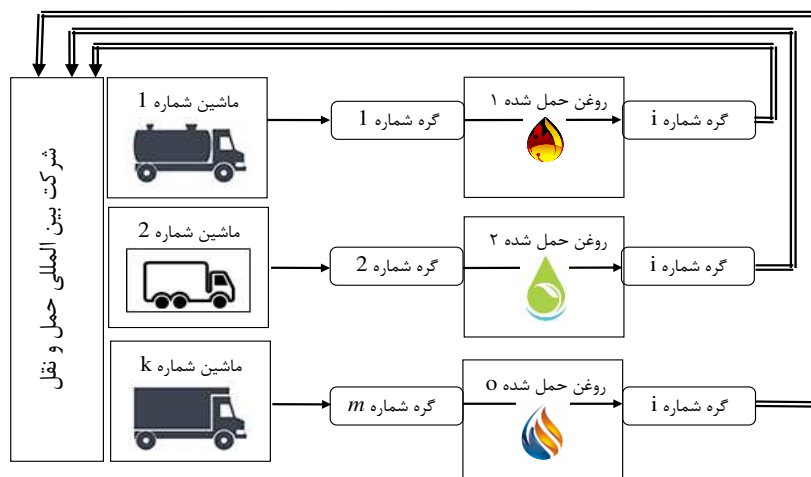 شرکت بین المللی حمل و نقل
ماشین شماره 1
گره شماره 1
روغن حمل شده ۱
گره شماره i
ماشین شماره 2
گره شماره 2
روغن حمل شده ۲
گره شماره i
ماشین شماره k
گره شماره m
روغن حمل شده o
گره شماره i